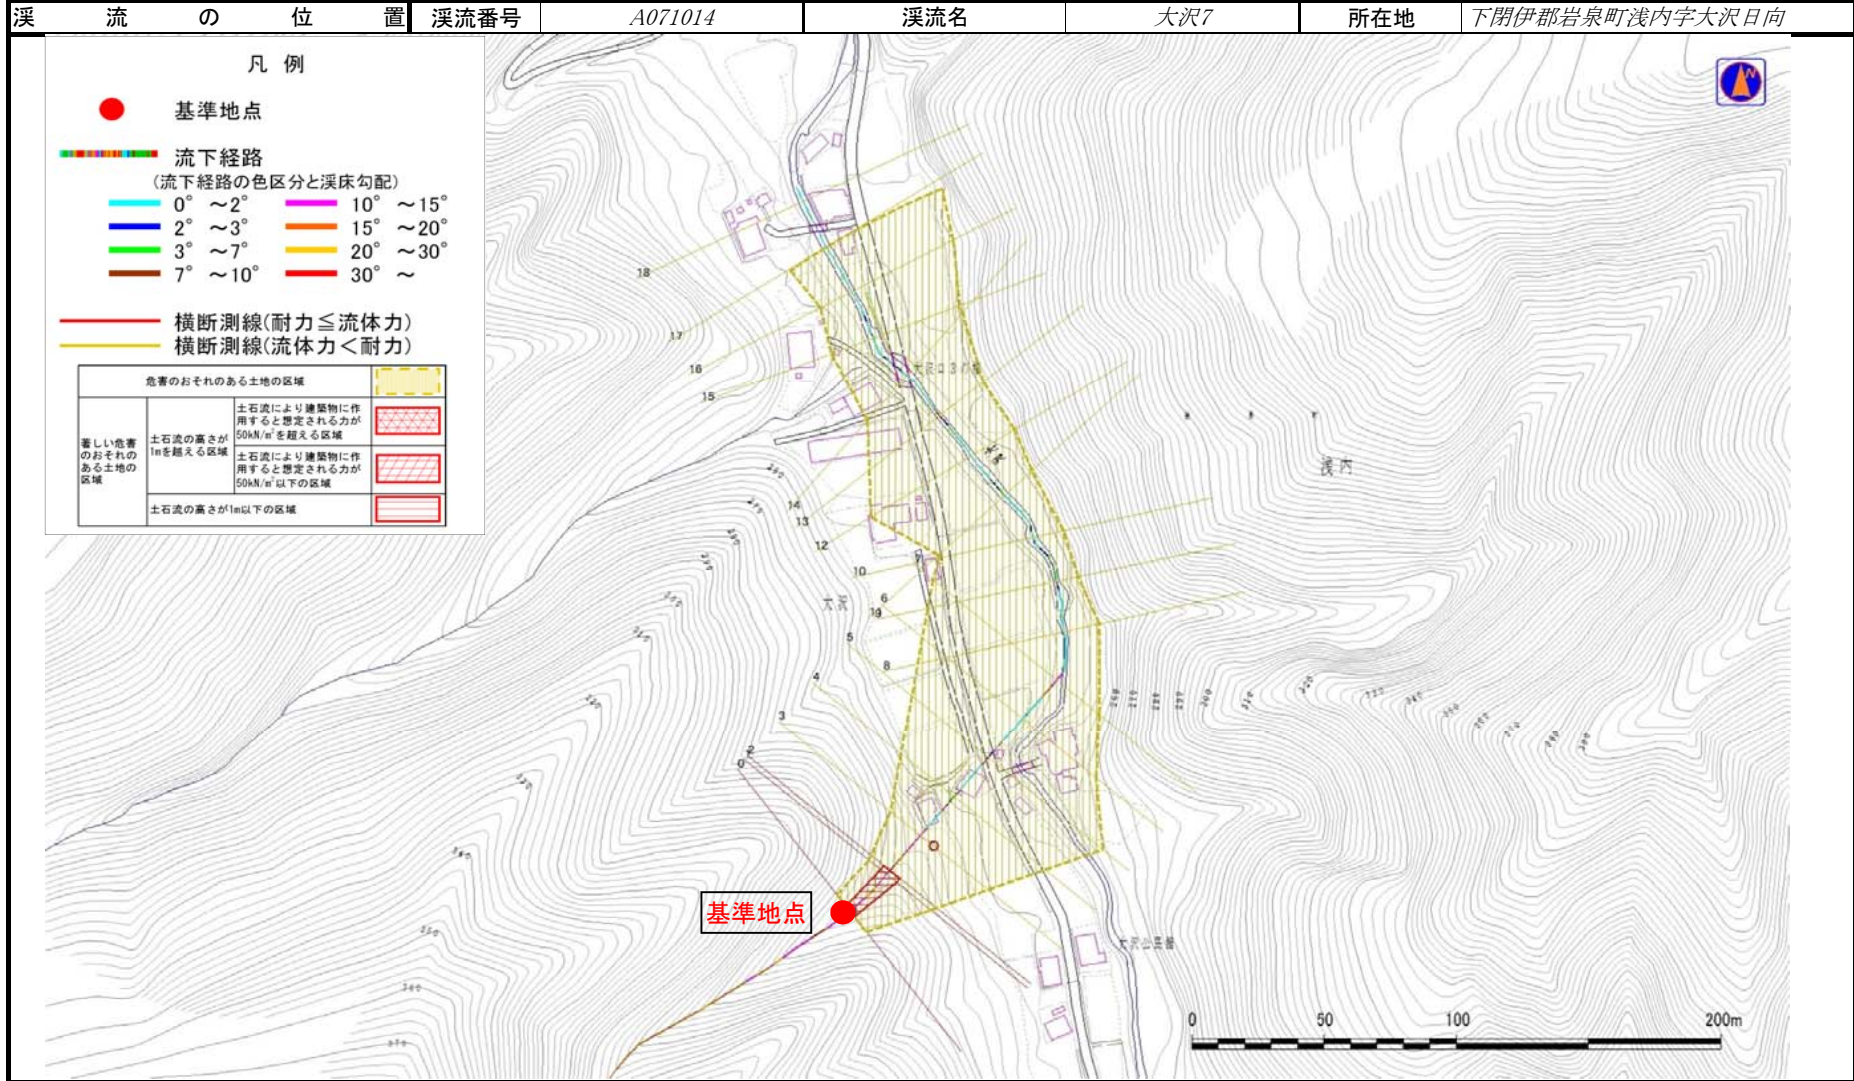 渓流の位置 渓流番号 A071014 渓流名 大沢7 所在地 下閉伊郡岩泉町浅内字大沢日向
凡 例
基準地点
流下経路
(流下経路の色区分と渓床勾配)
0° ～2° 10° ～15°
2° ～3° 15° ～20°
3° ～7° 20° ～30°
7° ～10° 30° ～
横断測線(耐力≦流体力)
横断測線(流体力＜耐力)
危害のおそれのある土地の区域
著しい危害
のおそれの
ある土地の
区域
土石流の高さが
1mを超える区域
土石流により建築物に作
用すると想定される力が
50kN/㎡を超える区域
土石流により建築物に作
用すると想定される力が
50kN/㎡以下の区域
土石流の高さが1m以下の区域
N
18
17
16
15
14
13
12
10
6
5
8
4
3
2
0
大沢
浅内
基準地点
大沢公民館
0 50 100 200m